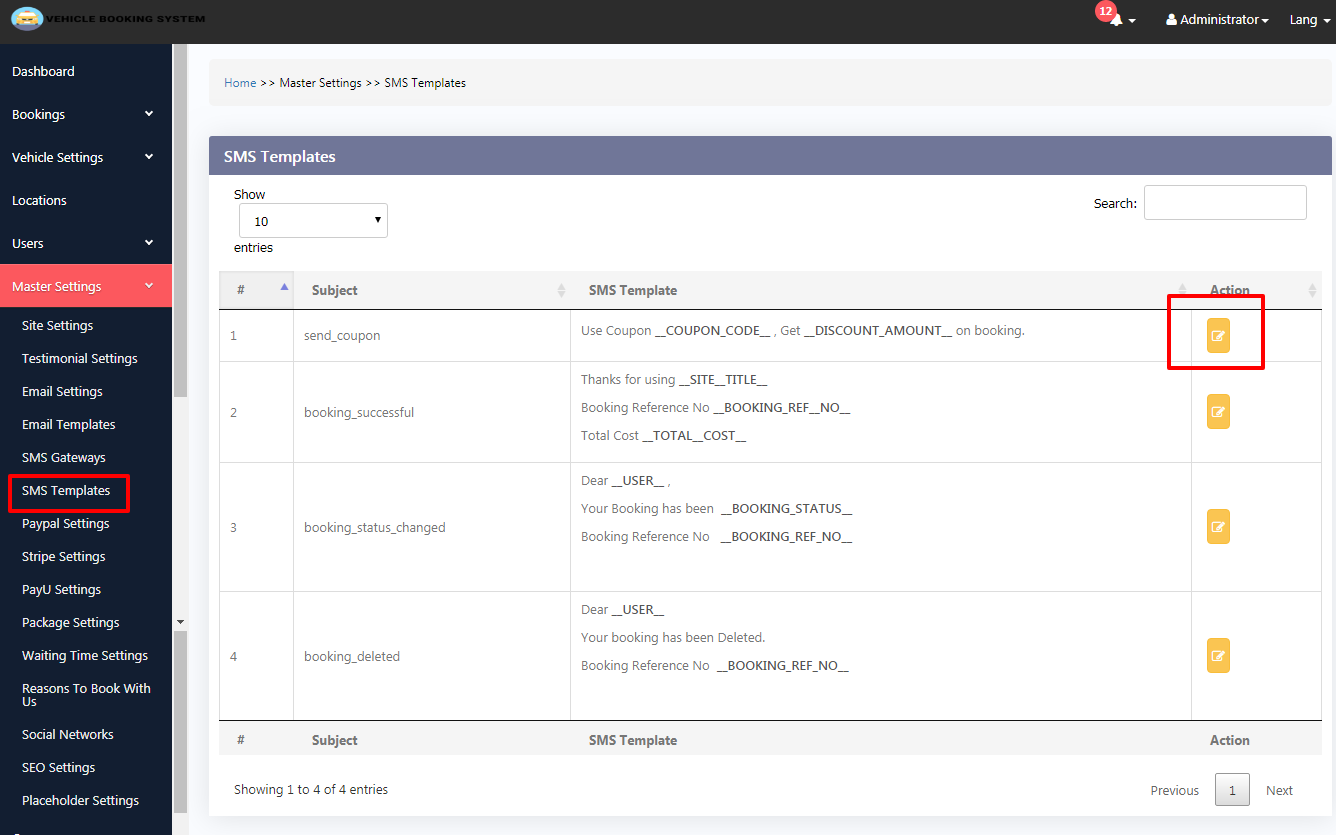 VEHICLE BOOKING SYSTEM
12
Administrator
Lang
Dashboard
Bookings
Vehicle Settings
Locations
Users
Master Settings
Site Settings
Testimonial Settings
Email Settings
Email Templates
SMS Gateways
SMS Templates
Paypal Settings
Stripe Settings
PayU Settings
Package Settings
Waiting Time Settings
Reasons To Book With
Us
Social Networks
SEO Settings
Placeholder Settings
Home >> Master Settings >> SMS Templates
SMS Templates
Show
10
entries
Search:
# Subject SMS Template Action
1 send_coupon Use Coupon __COUPON_CODE__ , Get __DISCOUNT_AMOUNT__ on booking.
2 booking_successful
Thanks for using __SITE__TITLE__
Booking Reference No __BOOKING_REF__NO__
Total Cost __TOTAL__COST__
3 booking_status_changed
Dear __USER__ ,
Your Booking has been __BOOKING_STATUS__
Booking Reference No __BOOKING_REF_NO__
4 booking_deleted
Dear __USER__
Your booking has been Deleted.
Booking Reference No __BOOKING_REF_NO__
# Subject SMS Template Action
Showing 1 to 4 of 4 entries
Previous 1 Next